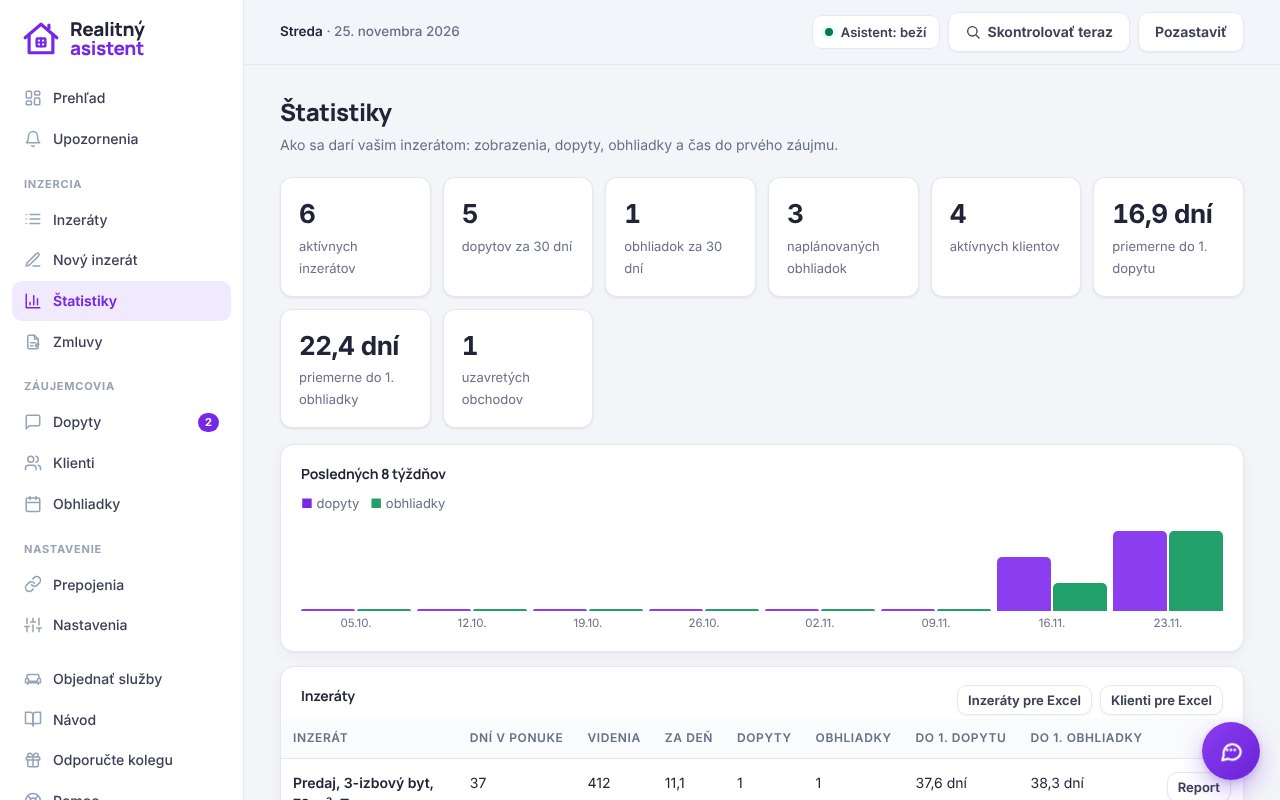 Realitný
asistent
Prehľad
Upozornenia
INZERCIA
Inzeráty
Nový inzerát
Štatistiky
Zmluvy
ZÁUJEMCOVIA
Dopyty 2
Klienti
Obhliadky
NASTAVENIE
Prepojenia
Nastavenia
Objednať služby
Návod
Odporučte kolegu
Streda · 25. novembra 2026
Asistent: beží
Skontrolovať teraz
Pozastaviť
Štatistiky
Ako sa darí vašim inzerátom: zobrazenia, dopyty, obhliadky a čas do prvého záujmu.
6
aktívnych
inzerátov
5
dopytov za 30 dní
1
obhliadok za 30
dní
3
naplánovaných
obhliadok
4
aktívnych klientov
16,9 dní
priemerne do 1.
dopytu
22,4 dní
priemerne do 1.
obhliadky
1
uzavretých
obchodov
Posledných 8 týždňov
dopyty obhliadky
05.10. 12.10. 19.10. 26.10. 02.11. 09.11. 16.11. 23.11.
Inzeráty
Inzeráty pre Excel
Klienti pre Excel
INZERÁT DNÍ V PONUKE VIDENIA ZA DEŇ DOPYTY OBHLIADKY DO 1. DOPYTU DO 1. OBHLIADKY
Predaj, 3-izbový byt, 37 412 11,1 1 1 37,6 dní 38,3 dní Report